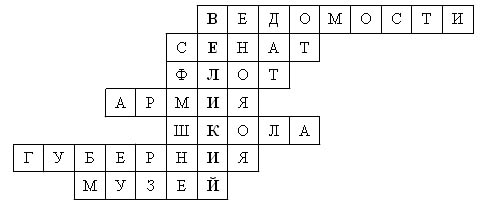 ВЕДОМОСТИ
СЕНАТ
ФЛОТ
АРМИЯ
ШКОЛА
ГУБЕРНИЯ
МУЗЕЙ